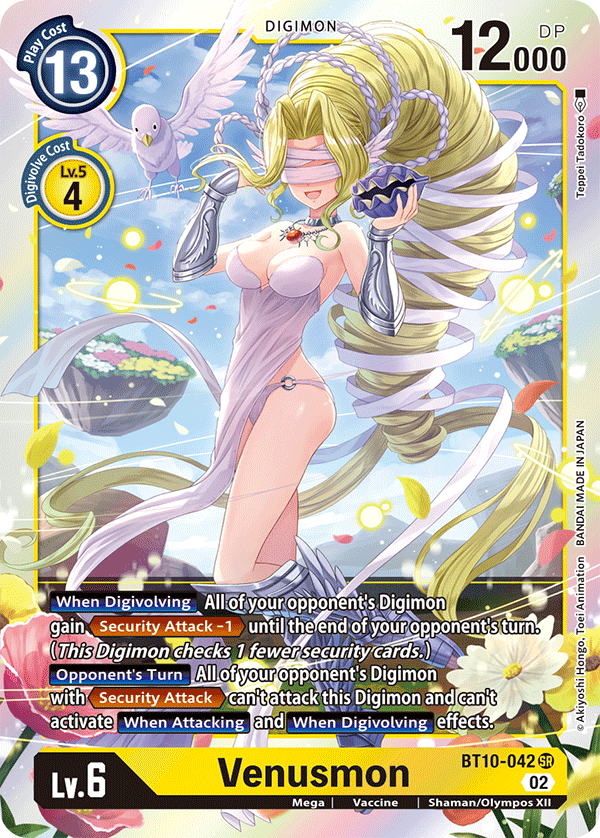 DIGIMON
Play Cost
13
12000
DP
Digivolve Cost
Lv.5
4
Teppei Tadokoro
When Digivolving All of your opponent's Digimon
gain Security Attack -1 until the end of your opponent's turn.
(This Digimon checks 1 fewer security cards.)
Opponent's Turn All of your opponent's Digimon
with Security Attack can't attack this Digimon and can't
activate When Attacking and When Digivolving effects.
© Akiyoshi Hongo, Toei Animation BANDAI MADE IN JAPAN
Lv.6
Venusmon
BT10-042 SR
02
Mega | Vaccine | Shaman/Olympos XII